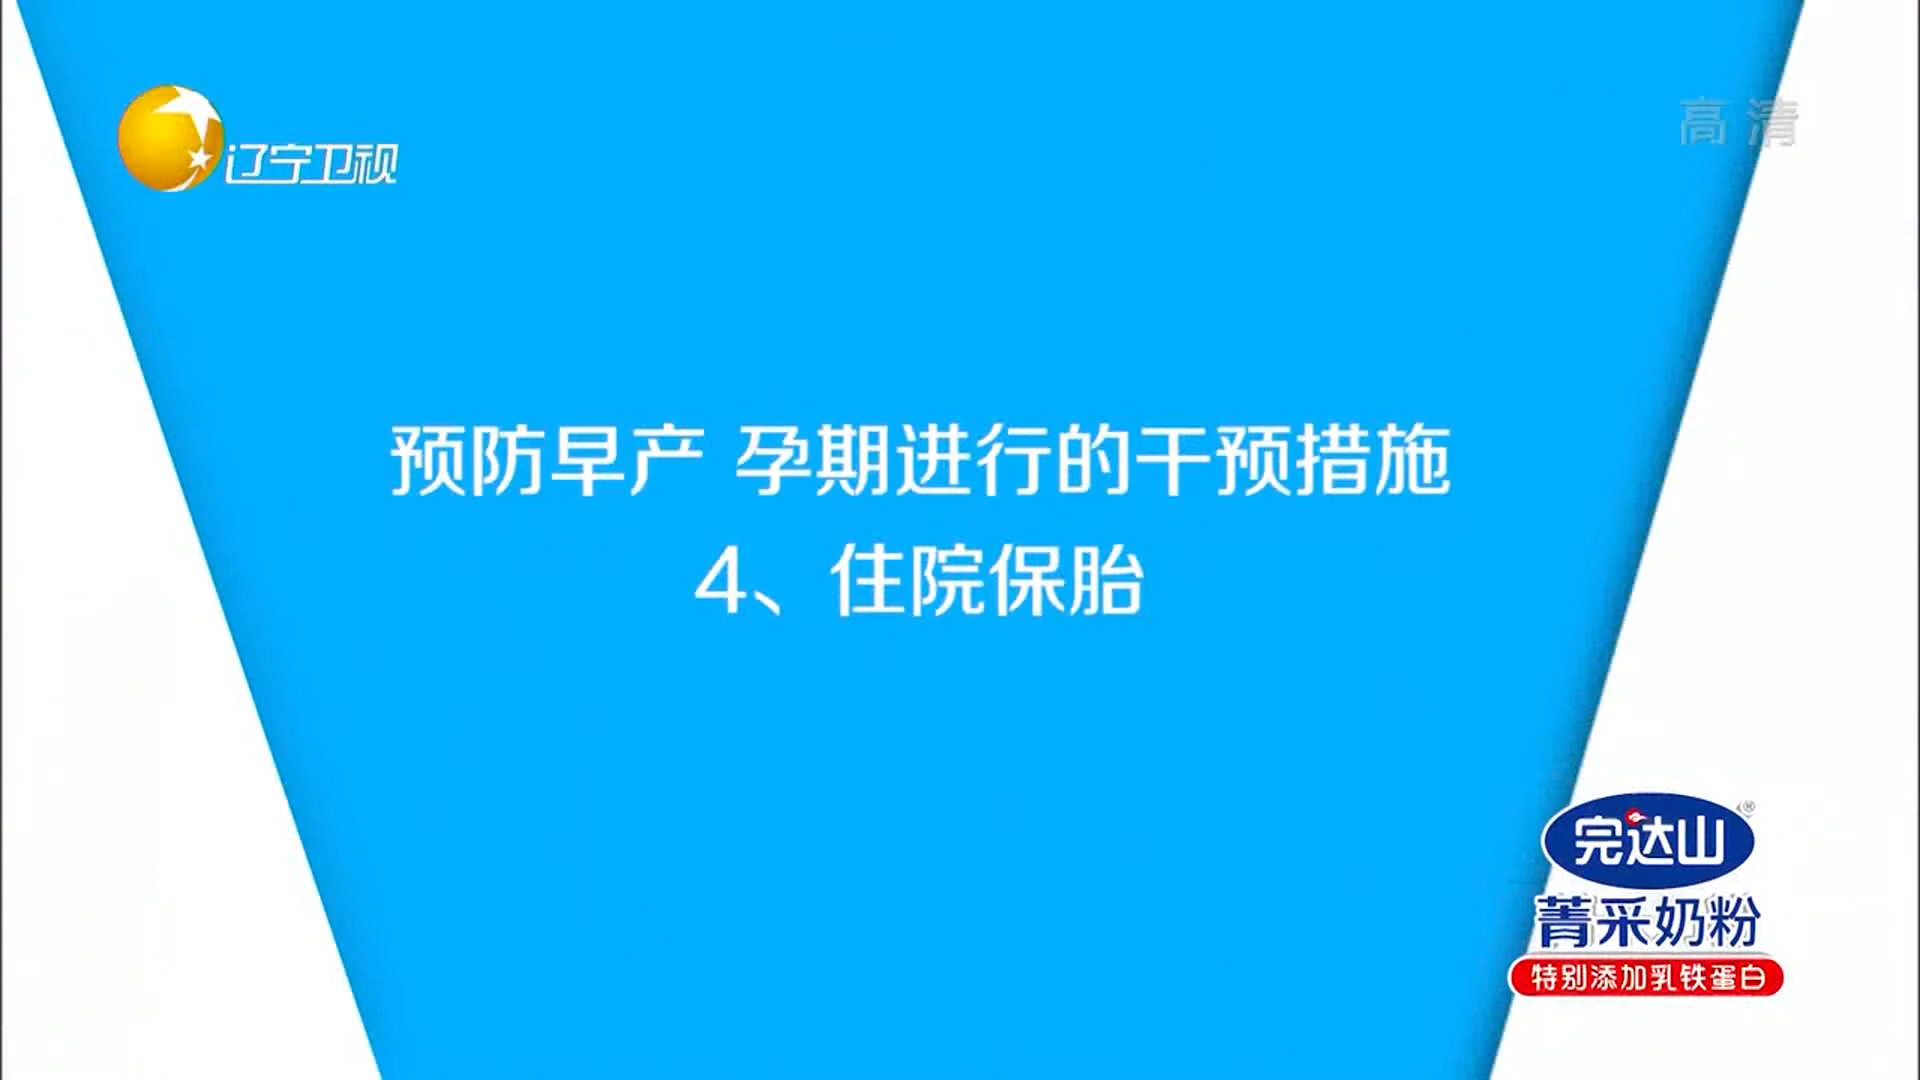 辽宁卫视
高清
预防早产 孕期进行的干预措施
4、住院保胎
完达山®
菁采奶粉
特别添加乳铁蛋白